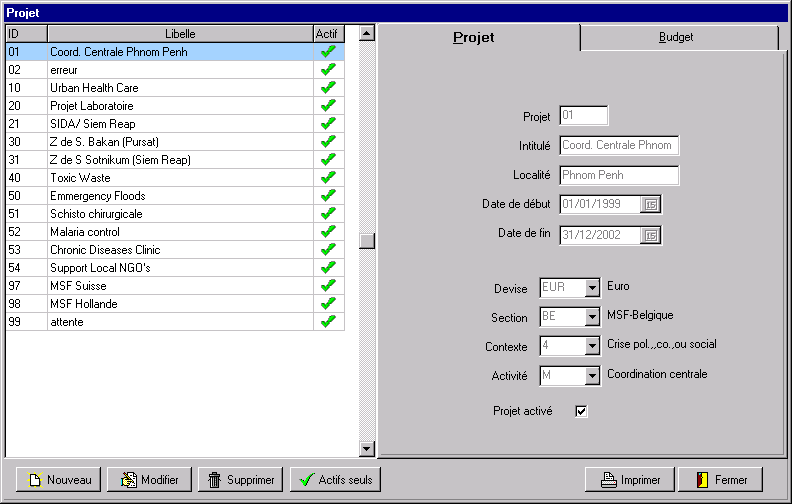 Projet
ID Libelle Actif
01 Coord. Centrale Phnom Penh
02 erreur
10 Urban Health Care
20 Projet Laboratoire
21 SIDA/ Siem Reap
30 Z de S. Bakan (Pursat)
31 Z de S Sotnikum (Siem Reap)
40 Toxic Waste
50 Emmergency Floods
51 Schisto chirurgicale
52 Malaria control
53 Chronic Diseases Clinic
54 Support Local NGO's
97 MSF Suisse
98 MSF Hollande
99 attente
Projet Budget
Projet 01
Intitulé Coord. Centrale Phnom
Localité Phnom Penh
Date de début 01/01/1999 15
Date de fin 31/12/2002 15
Devise EUR Euro
Section BE MSF-Belgique
Contexte 4 Crise pol.,,co.,ou social
Activité M Coordination centrale
Projet activé
Nouveau Modifier Supprimer Actifs seuls Imprimer Fermer